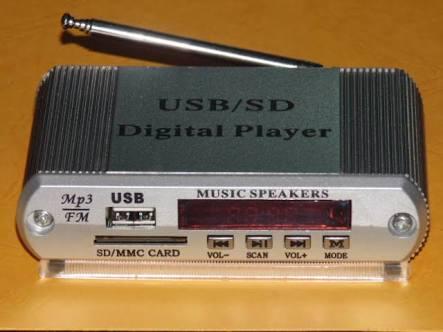 USB/SD
Digital Player
MUSIC SPEAKERS
Mp3
FM
USB
SD/MMC CARD
VOL-
SCAN
VOL+
MODE
M